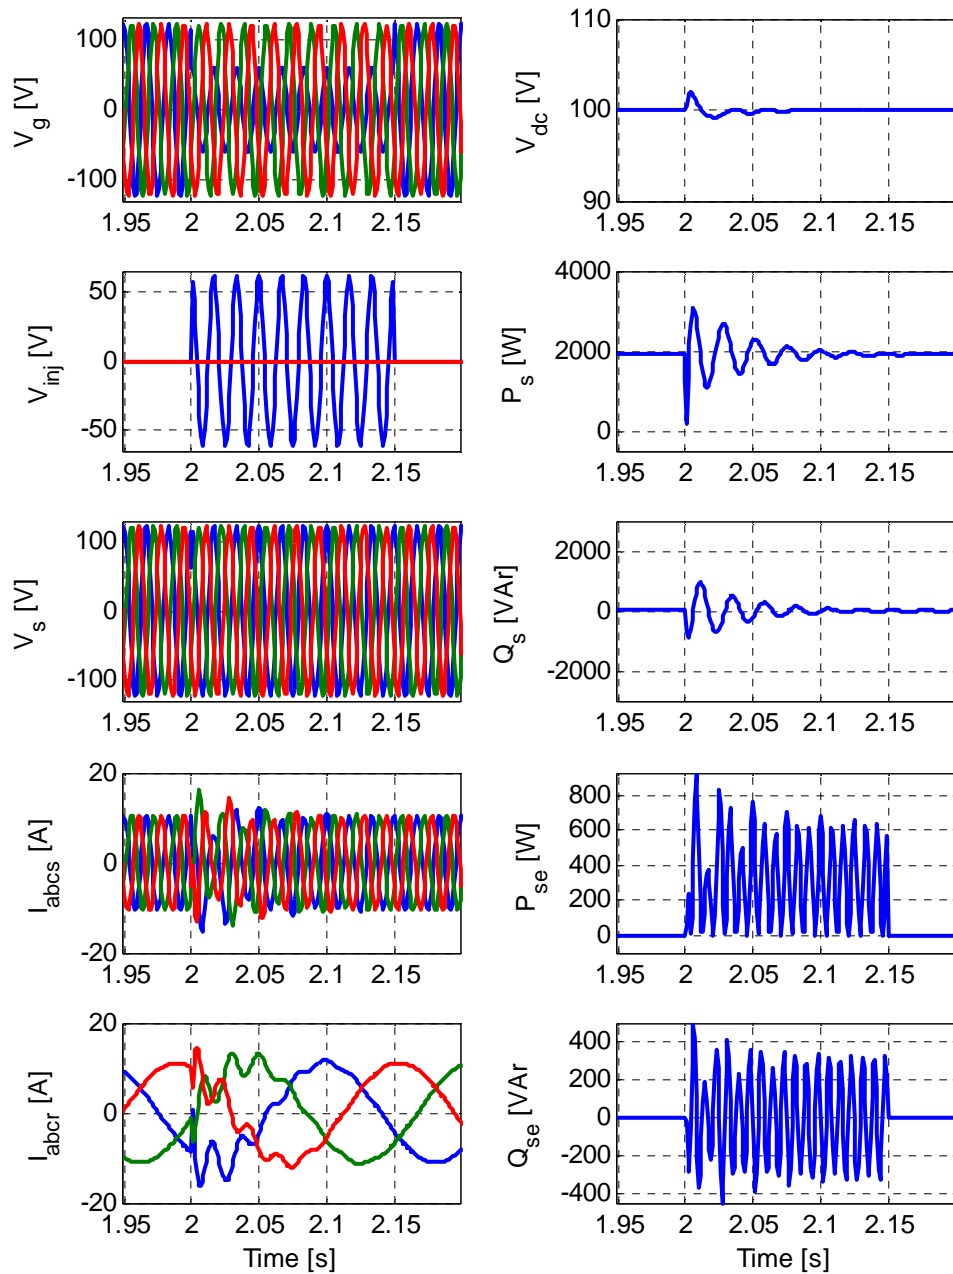 V_g [V]
100
0
-100
1.95 2 2.05 2.1 2.15
V_dc [V]
110
100
90
1.95 2 2.05 2.1 2.15
V_inj [V]
50
0
-50
1.95 2 2.05 2.1 2.15
P_s [W]
4000
2000
0
1.95 2 2.05 2.1 2.15
V_s [V]
100
0
-100
1.95 2 2.05 2.1 2.15
Q_s [VAr]
2000
0
-2000
1.95 2 2.05 2.1 2.15
I_abcs [A]
20
0
-20
1.95 2 2.05 2.1 2.15
P_se [W]
800
600
400
200
0
1.95 2 2.05 2.1 2.15
I_abcr [A]
20
0
-20
1.95 2 2.05 2.1 2.15
Time [s]
Q_se [VAr
400
200
0
-200
-400
1.95 2 2.05 2.1 2.15
Time [s]